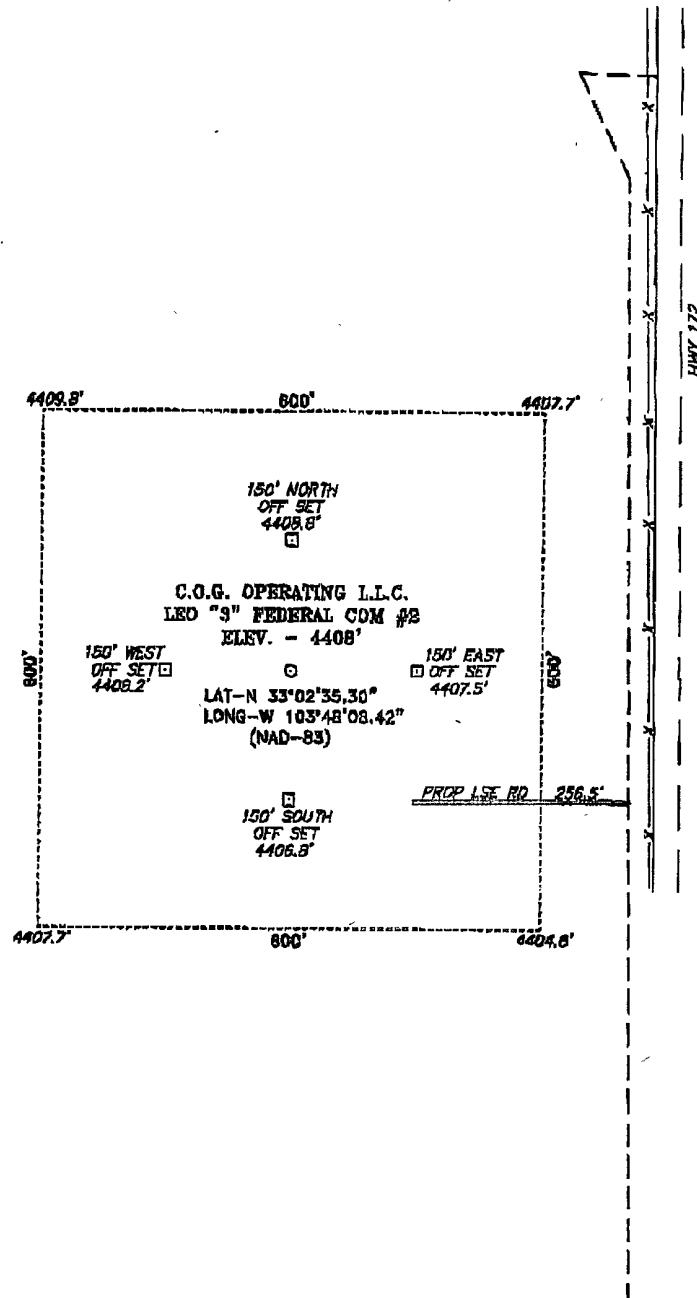 HWY 172
4409.8'
600'
4407.7'
150' NORTH
OFF SET
4408.8'
C.O.G. OPERATING L.L.C.
LEO "3" FEDERAL COM #2
ELEV. - 4408'
150' WEST
OFF SET
4408.2'
150' EAST
OFF SET
4407.5'
600'
600'
LAT-N 33°02'35.30"
LONG-W 103°48'08.42"
(NAD-83)
PROP LSE RD 256.5'
150' SOUTH
OFF SET
4406.8'
4407.7'
600'
4404.8'